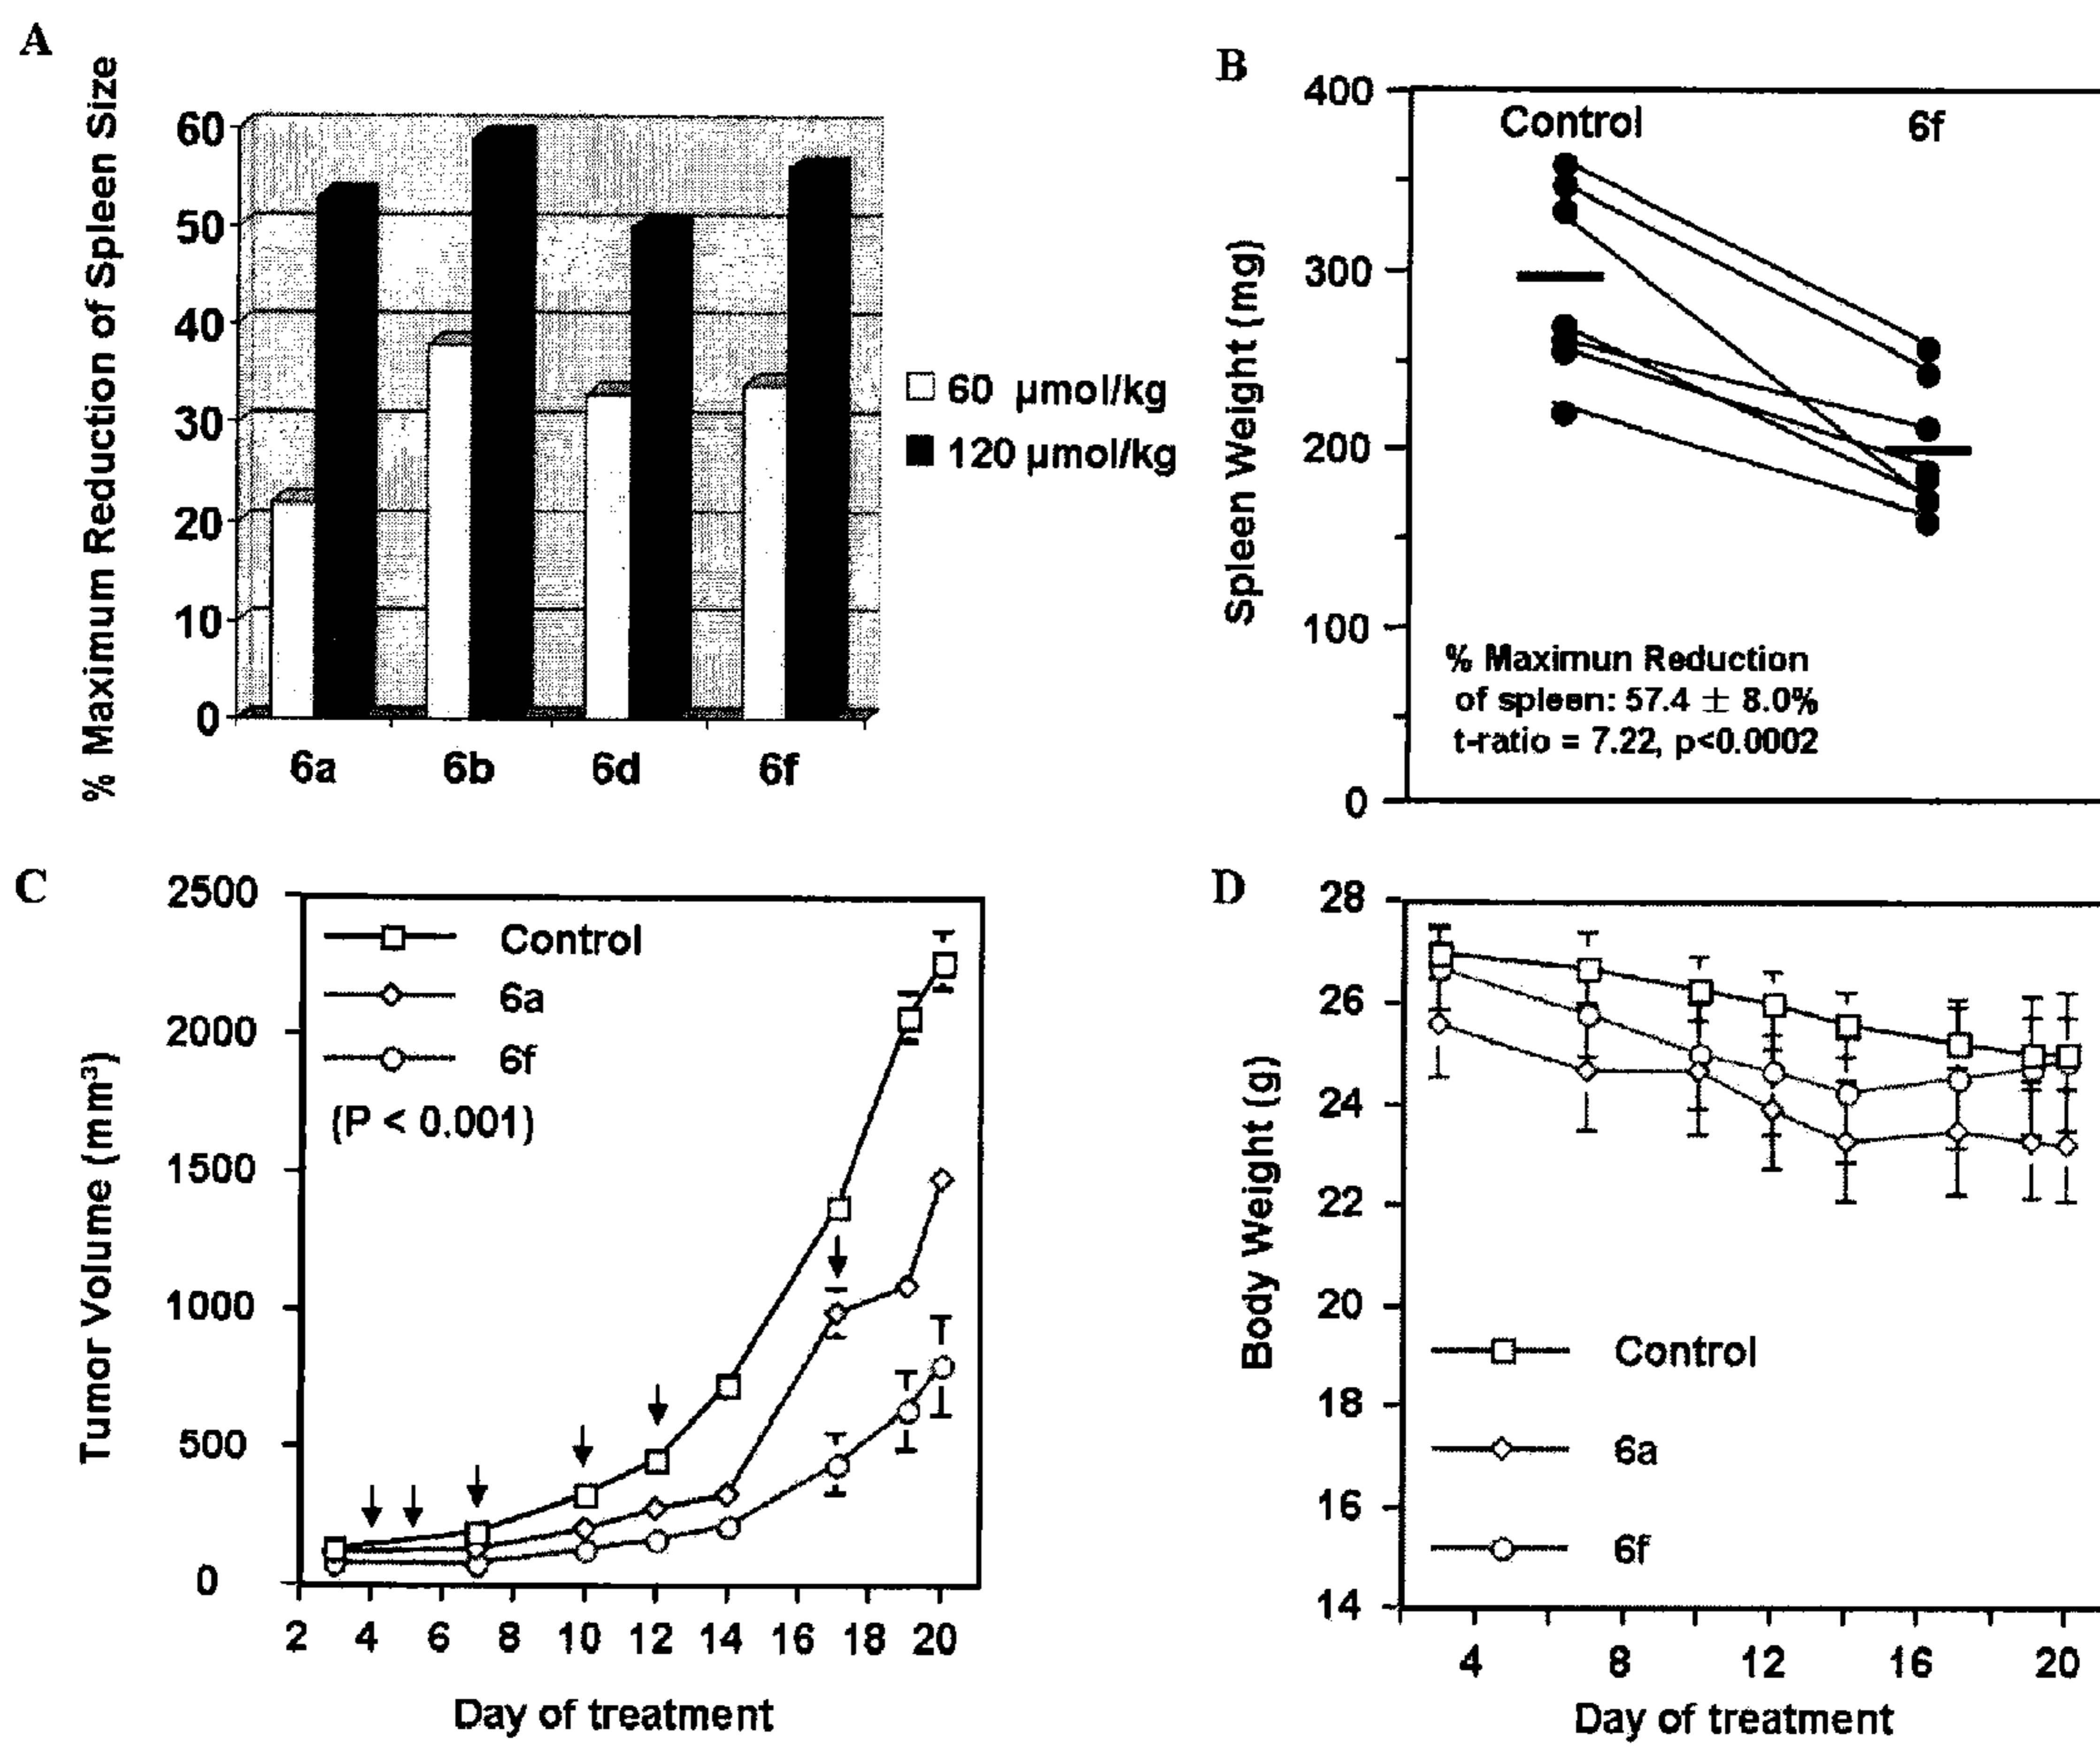 A
% Maximum Reduction of Spleen Size
60
50
40
30
20
10
0
6a 6b 6d 6f
60 µmol/kg
120 µmol/kg
B
Spleen Weight (mg)
400
300
200
100
0
Control 6f
% Maximun Reduction
of spleen: 57.4 ± 8.0%
t-ratio = 7.22, p<0.0002
C
Tumor Volume (mm³)
2500
2000
1500
1000
500
0
Control
6a
6f
(P < 0.001)
2 4 6 8 10 12 14 16 18 20
Day of treatment
D
Body Weight (g)
28
26
24
22
20
18
16
14
Control
6a
6f
4 8 12 16 20
Day of treatment